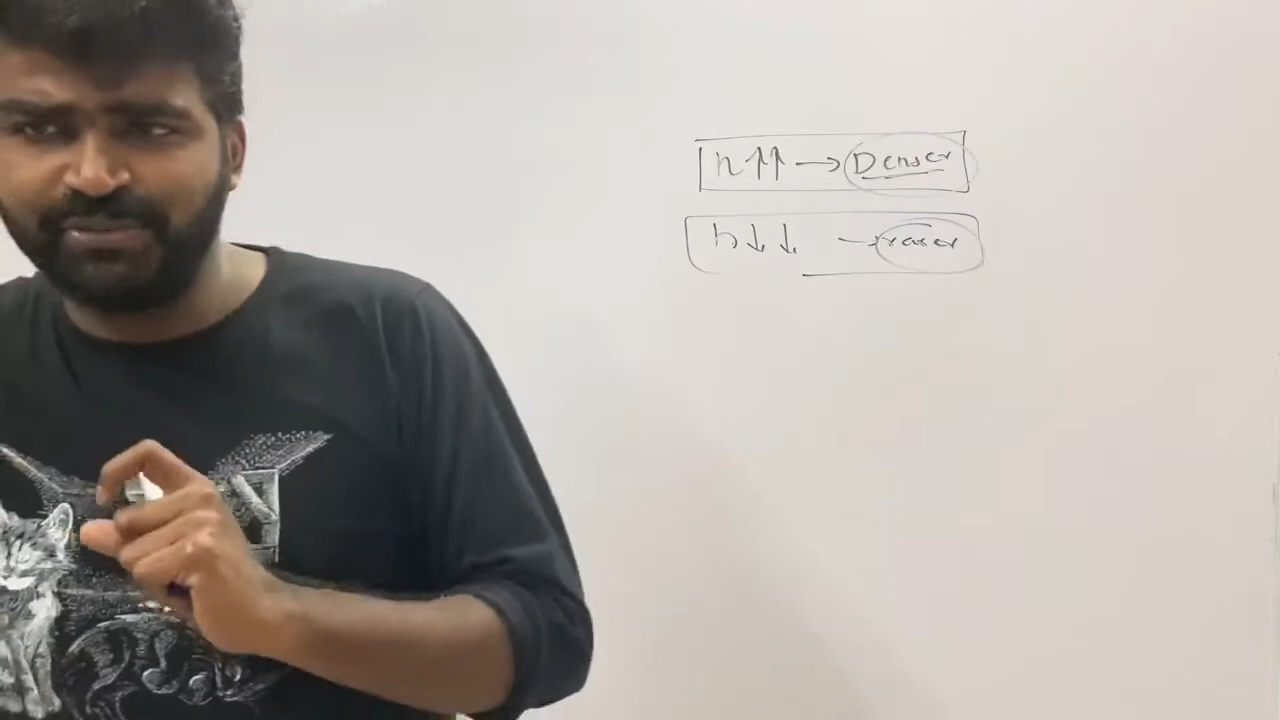 n↑↑ → Denser
n↓↓ → rarer